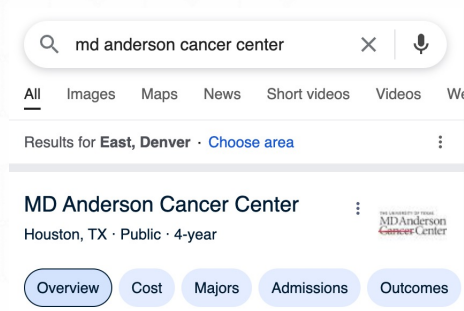 md anderson cancer center
All Images Maps News Short videos Videos We
Results for East, Denver · Choose area
MD Anderson Cancer Center
Houston, TX · Public · 4-year
THE UNIVERSITY OF TEXAS
MD Anderson
Cancer Center
Overview Cost Majors Admissions Outcomes